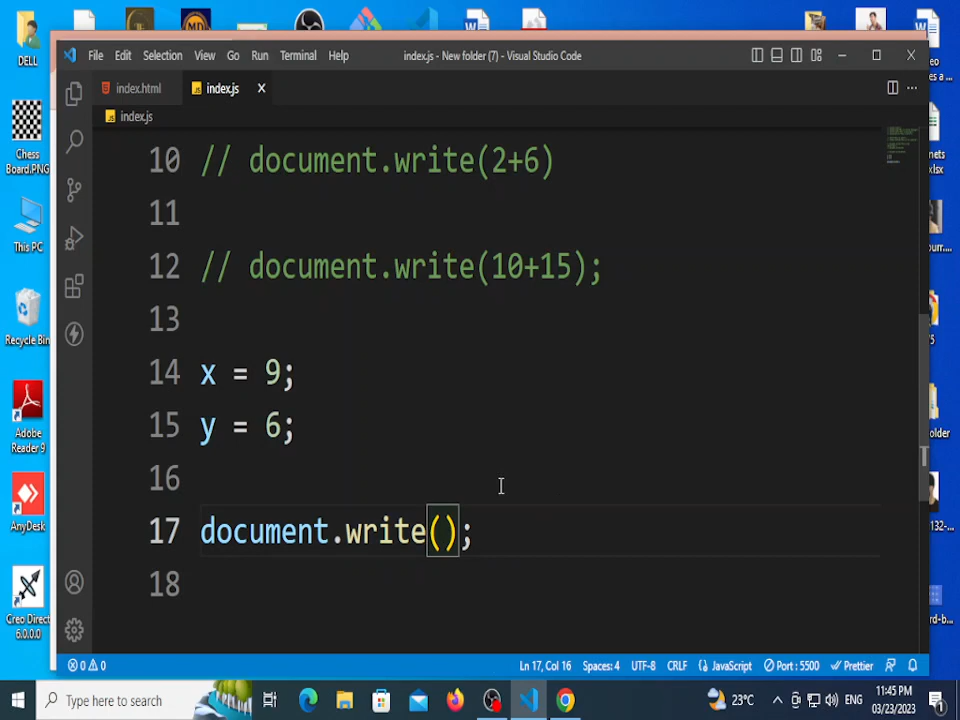 DELL
Chess
Board.PNG
This PC
Recycle Bin
Adobe
Reader 9
AnyDesk
Creo Direct
6.0.0.0
File Edit Selection View Go Run Terminal Help
index.js - New folder (7) - Visual Studio Code
index.html
index.js
index.js
10 // document.write(2+6)
11
12 // document.write(10+15);
13
14 x = 9;
15 y = 6;
16
17 document.write();
18
0 0 Ln 17, Col 16 Spaces: 4 UTF-8 CRLF JavaScript Port : 5500 Prettier
Type here to search
23°C ENG
11:45 PM
03/23/2023
1